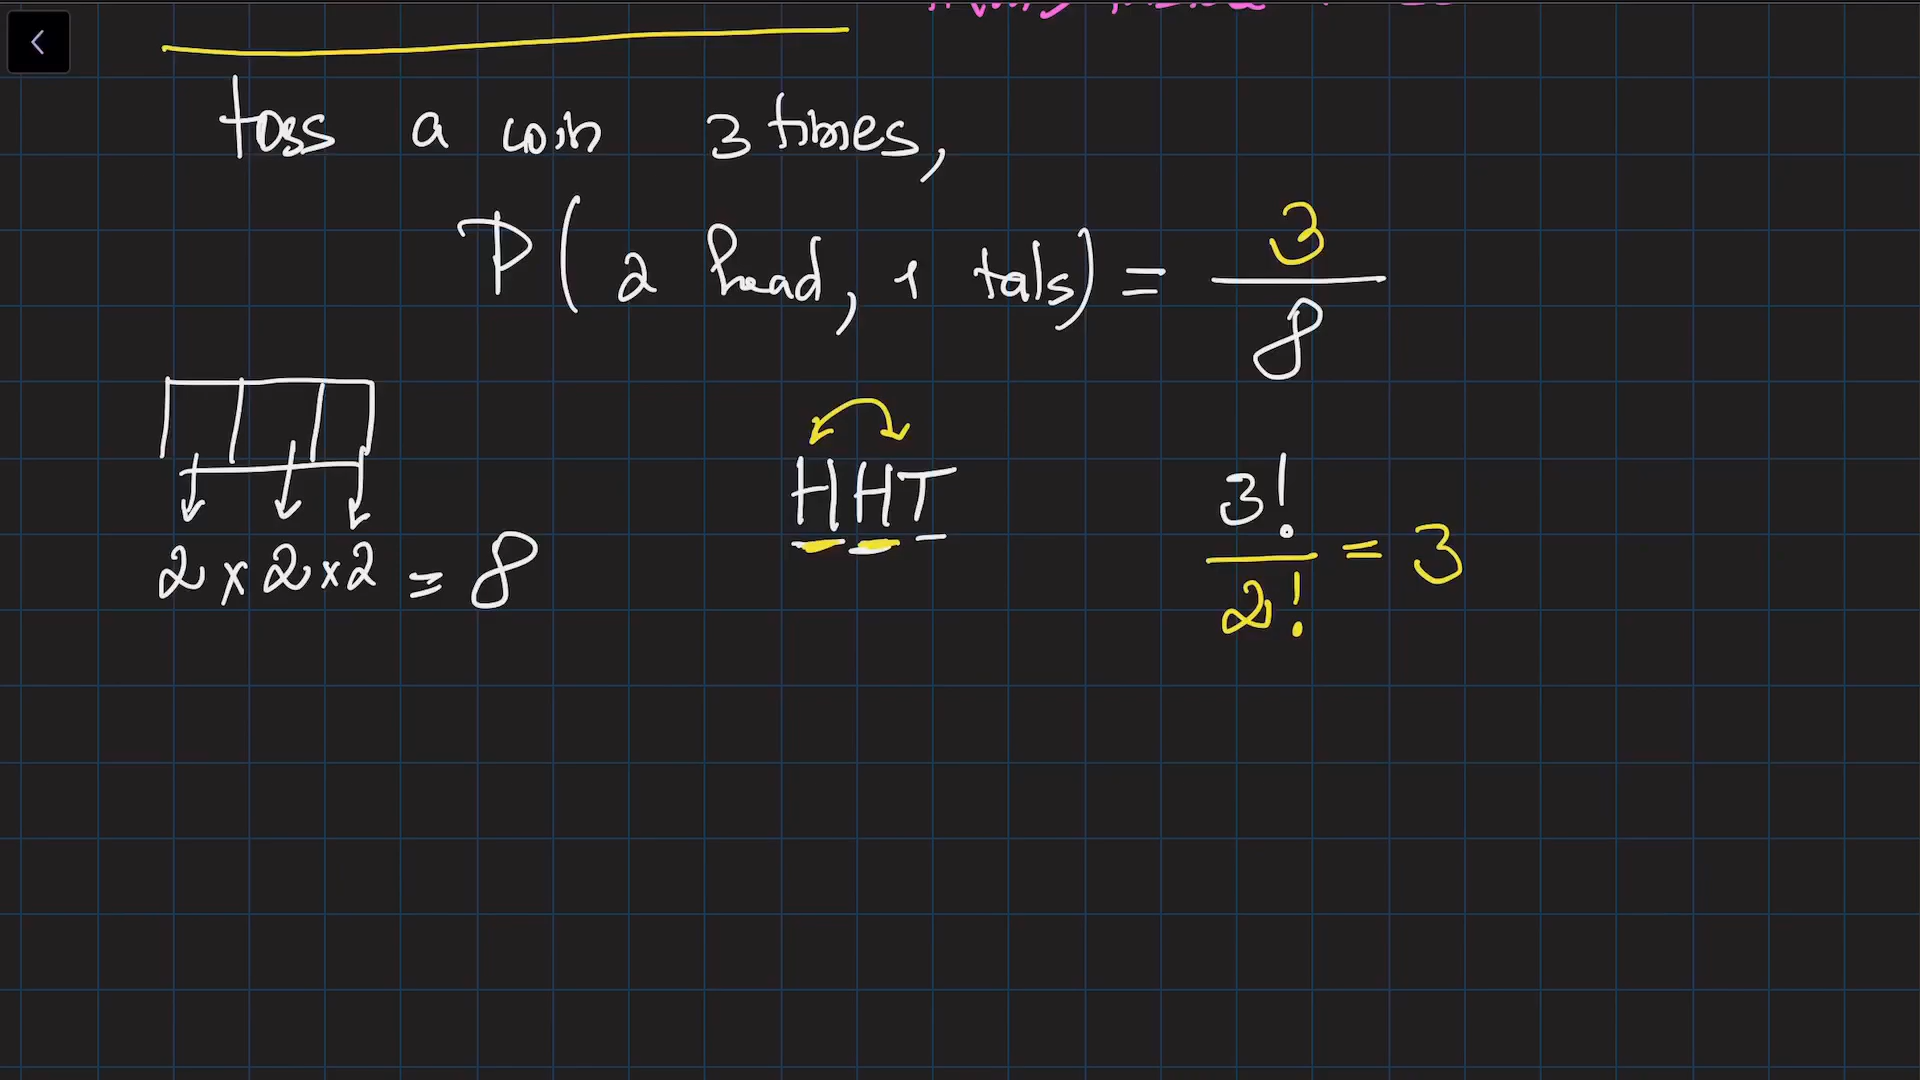 toss a coin 3 times,
P(2 head, 1 tails) = 3/8
HHT
3!/2! = 3
2 x 2 x 2 = 8